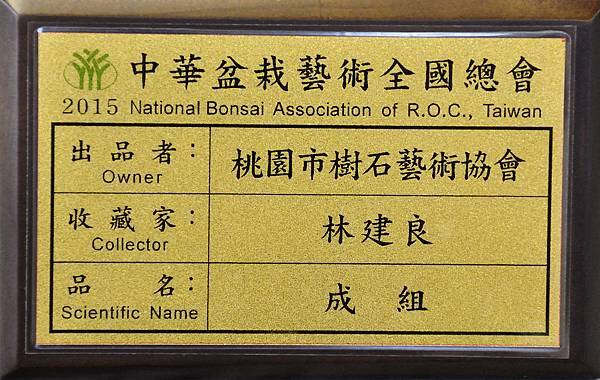 中華盆栽藝術全國總會
2015 National Bonsai Association of R.O.C., Taiwan
出品者：
Owner
桃園市樹石藝術協會
收藏家：
Collector
林建良
品名：
Scientific Name
成組